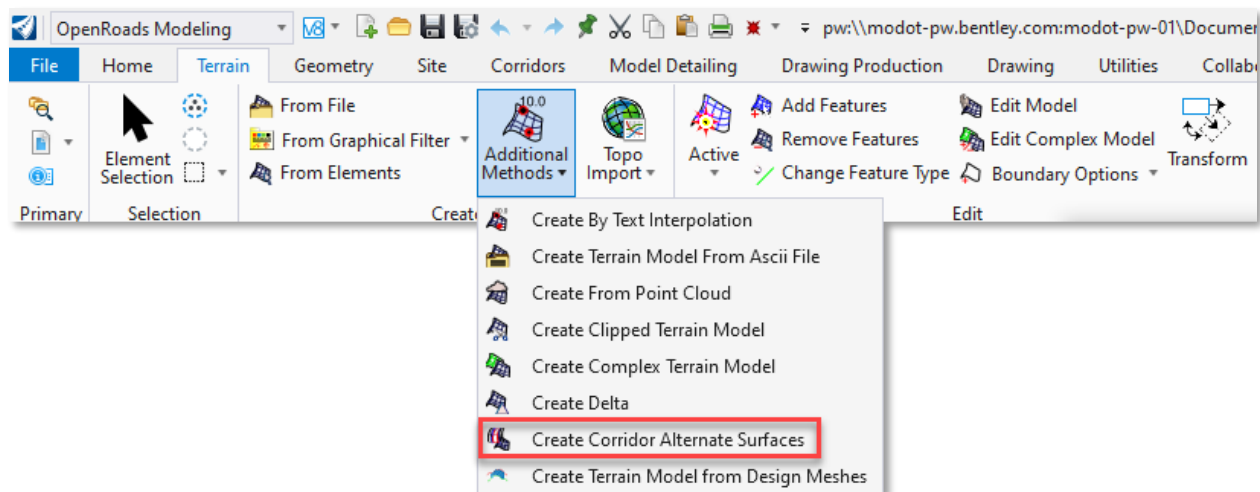 OpenRoads Modeling V8 pw:\\modot-pw.bentley.com:modot-pw-01\Documen
File Home Terrain Geometry Site Corridors Model Detailing Drawing Production Drawing Utilities Collab
From File 10.0 Add Features Edit Model
From Graphical Filter Remove Features Edit Complex Model
Element Selection Additional Methods Topo Import Active Transform
From Elements Change Feature Type Boundary Options
Primary Selection Create Edit
Create By Text Interpolation
Create Terrain Model From Ascii File
Create From Point Cloud
Create Clipped Terrain Model
Create Complex Terrain Model
Create Delta
Create Corridor Alternate Surfaces
Create Terrain Model from Design Meshes